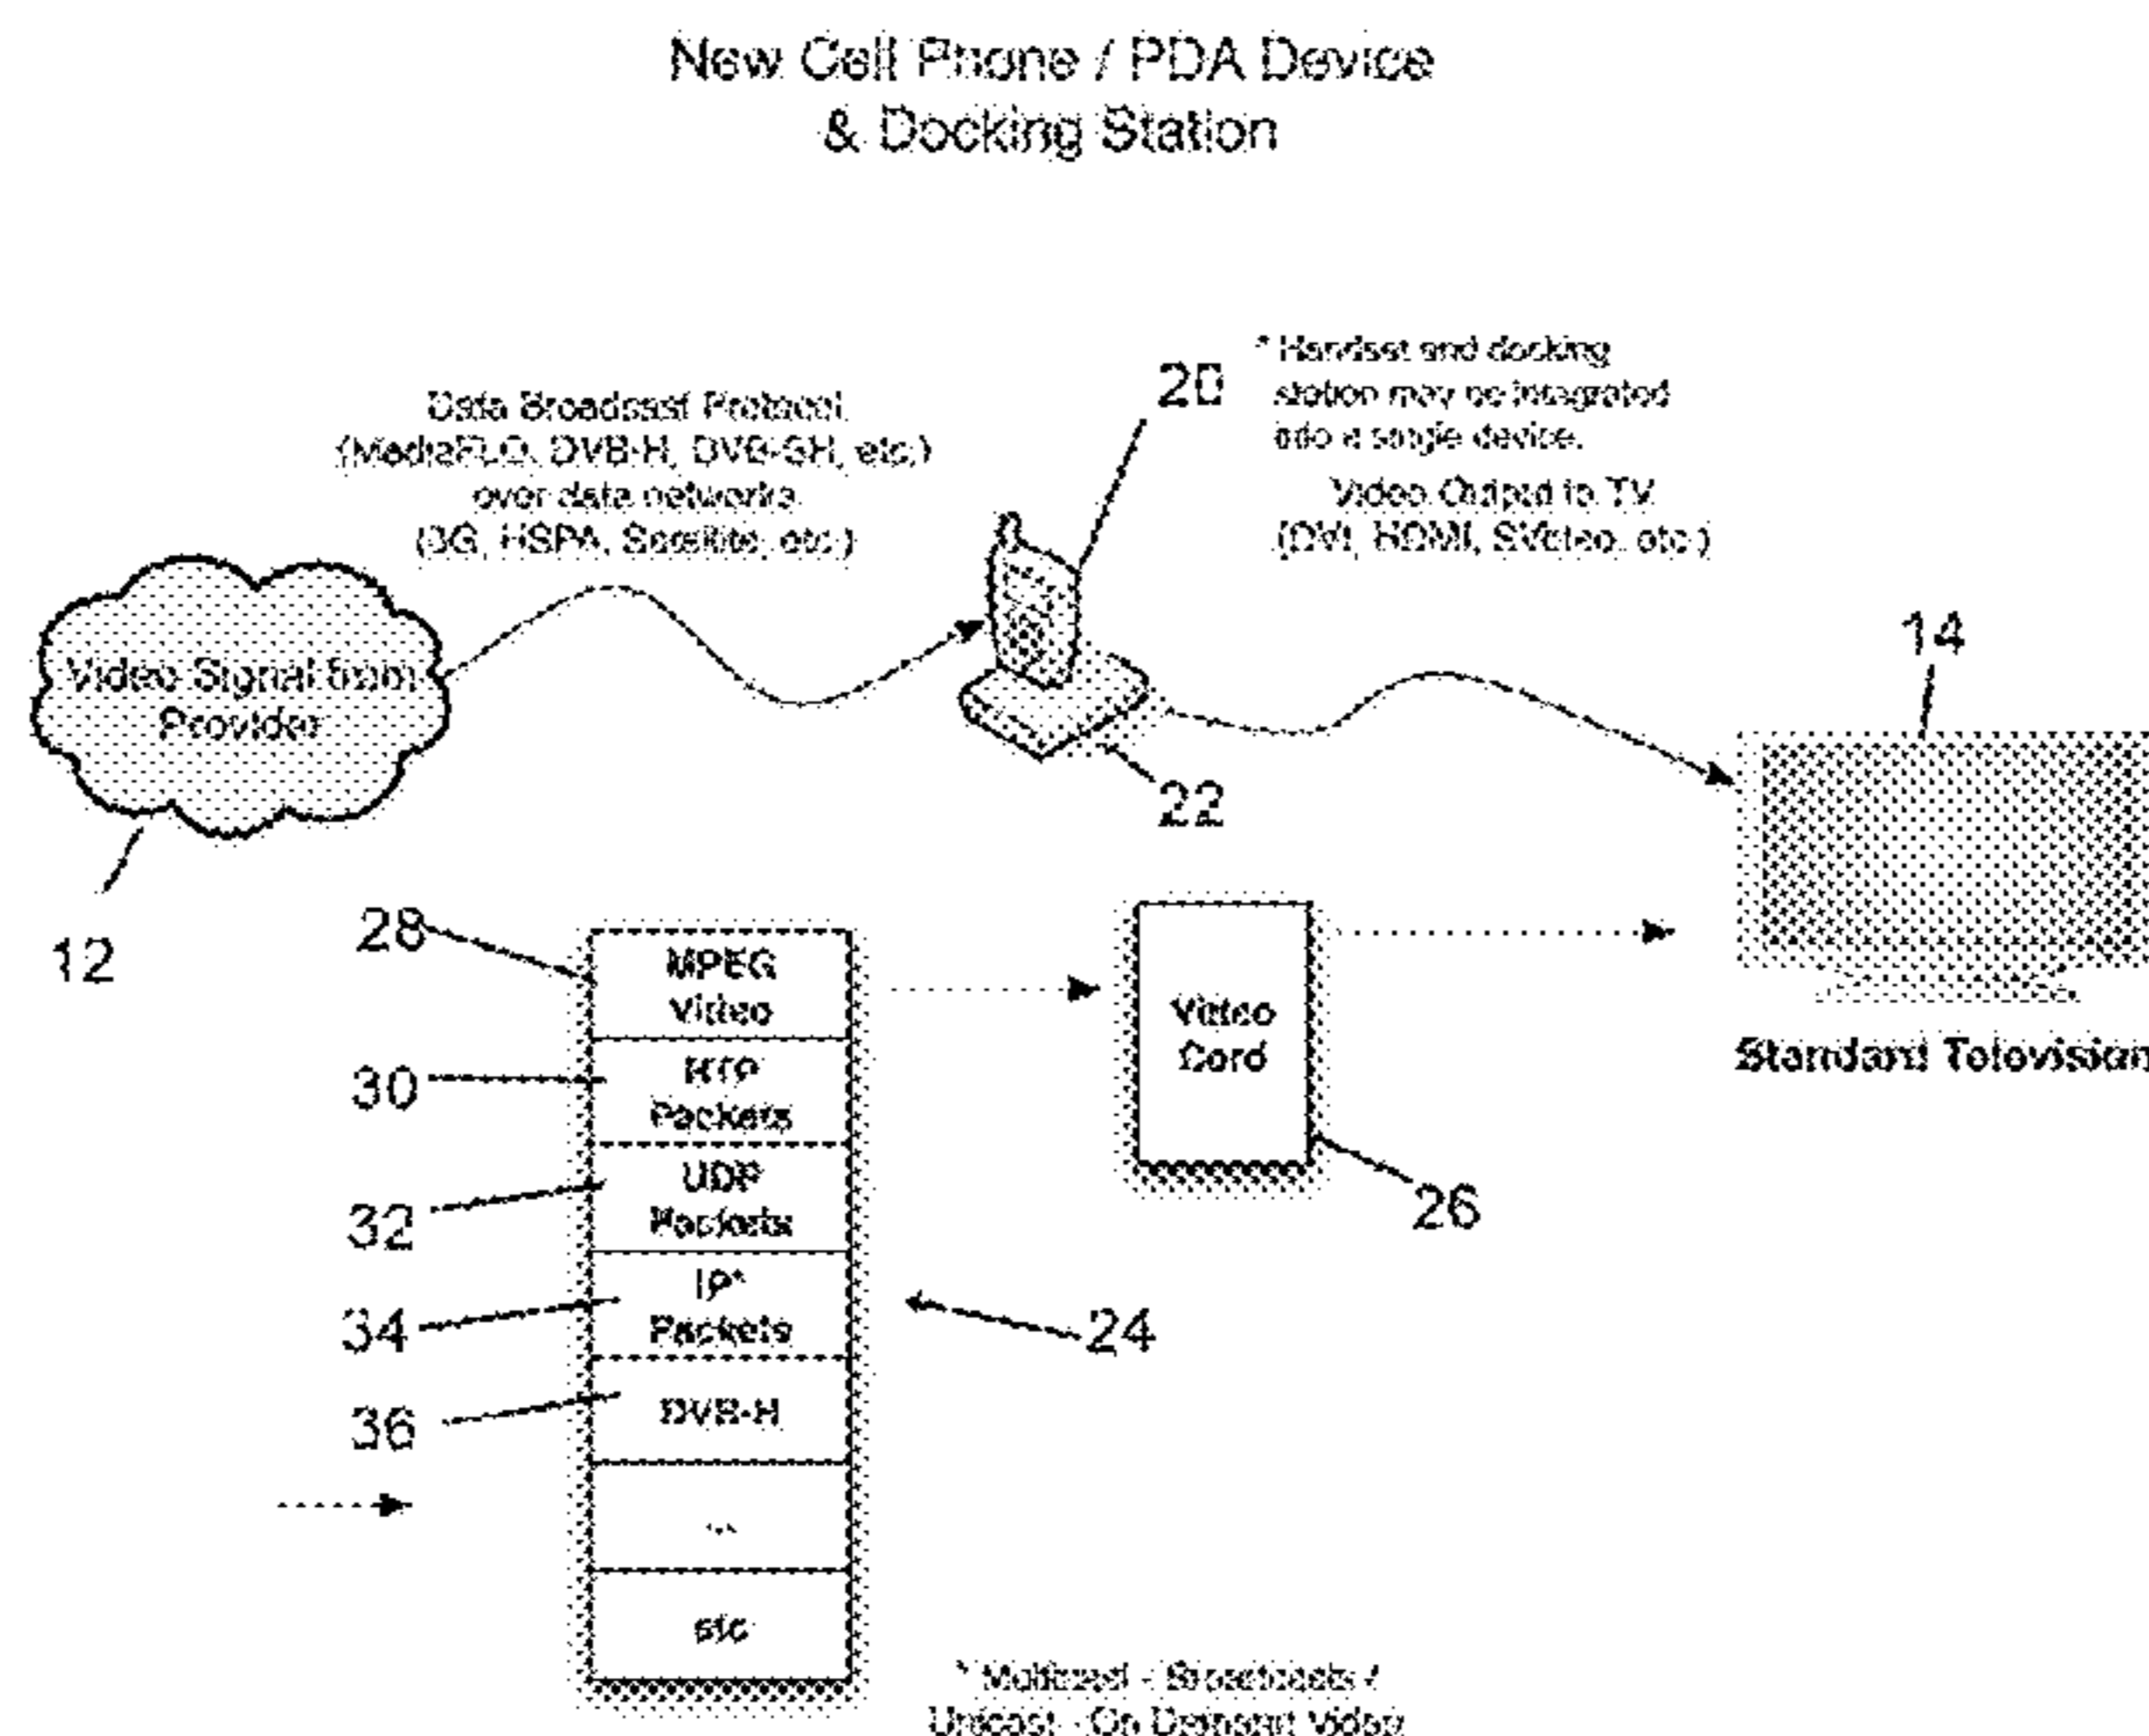 New Cell Phone / PDA Device
& Docking Station
* Handset and docking
station may be integrated
into a single device.
20
Data Broadcast Protocol
(MediaFLO, DVB-H, DVB-SH, etc.)
over data networks
(3G, HSPA, Satellite, etc.)
Video Output to TV
(DVI, HDMI, SVideo, etc.)
14
Video Signal from
Provider
22
12
28
MPEG
Video
Video
Cord
Standard Television
30
RTP
Packets
32
UDP
Packets
26
34
IP*
Packets
24
36
DVB-H
...
etc
* Multicast - Broadcasts /
Unicast - On Demand Video